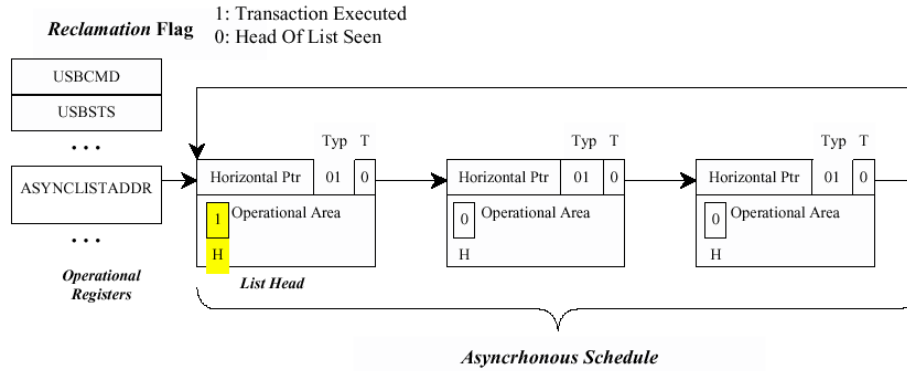 1: Transaction Executed
Reclamation Flag
0: Head Of List Seen
USBCMD
USBSTS
...
ASYNCLISTADDR
...
Operational
Registers
Typ T
Horizontal Ptr 01 0
1 Operational Area
H
List Head
Typ T
Horizontal Ptr 01 0
0 Operational Area
H
Typ T
Horizontal Ptr 01 0
0 Operational Area
H
Asyncrhonous Schedule